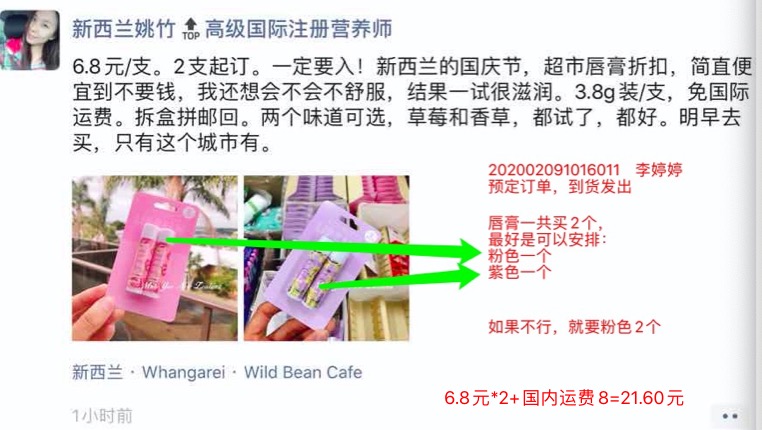 新西兰姚竹 TOP 高级国际注册营养师
6.8元/支。2支起订。一定要入！新西兰的国庆节，超市唇膏折扣，简直便
宜到不要钱，我还想会不会不舒服，结果一试很滋润。3.8g装/支，免国际
运费。拆盒拼邮回。两个味道可选，草莓和香草，都试了，都好。明早去
买，只有这个城市有。
202002091016011 李婷婷
预定订单，到货发出
唇膏一共买2个，
最好是可以安排：
粉色一个
紫色一个
如果不行，就要粉色2个
新西兰 · Whangarei · Wild Bean Cafe
6.8元*2+国内运费8=21.60元
1小时前